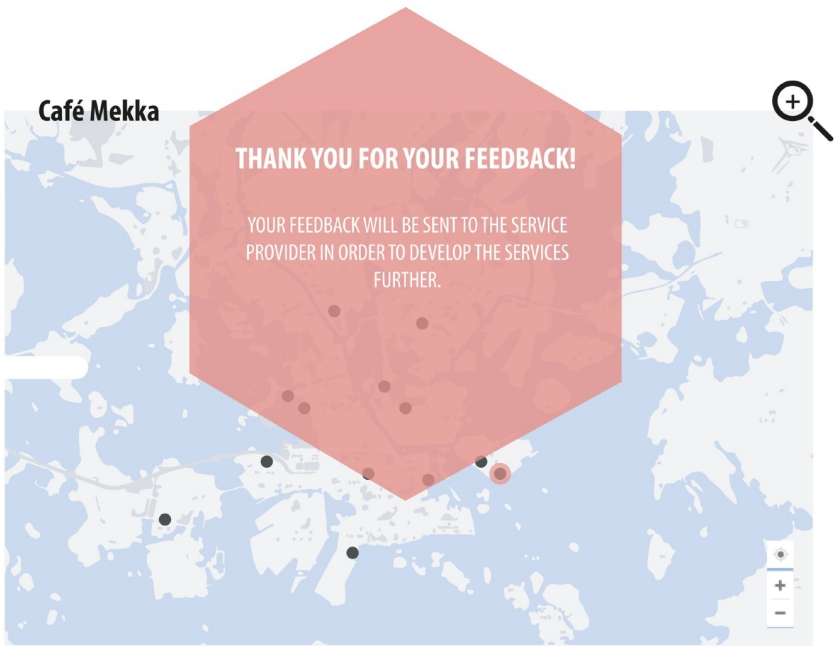 Café Mekka
THANK YOU FOR YOUR FEEDBACK!
YOUR FEEDBACK WILL BE SENT TO THE SERVICE
PROVIDER IN ORDER TO DEVELOP THE SERVICES
FURTHER.